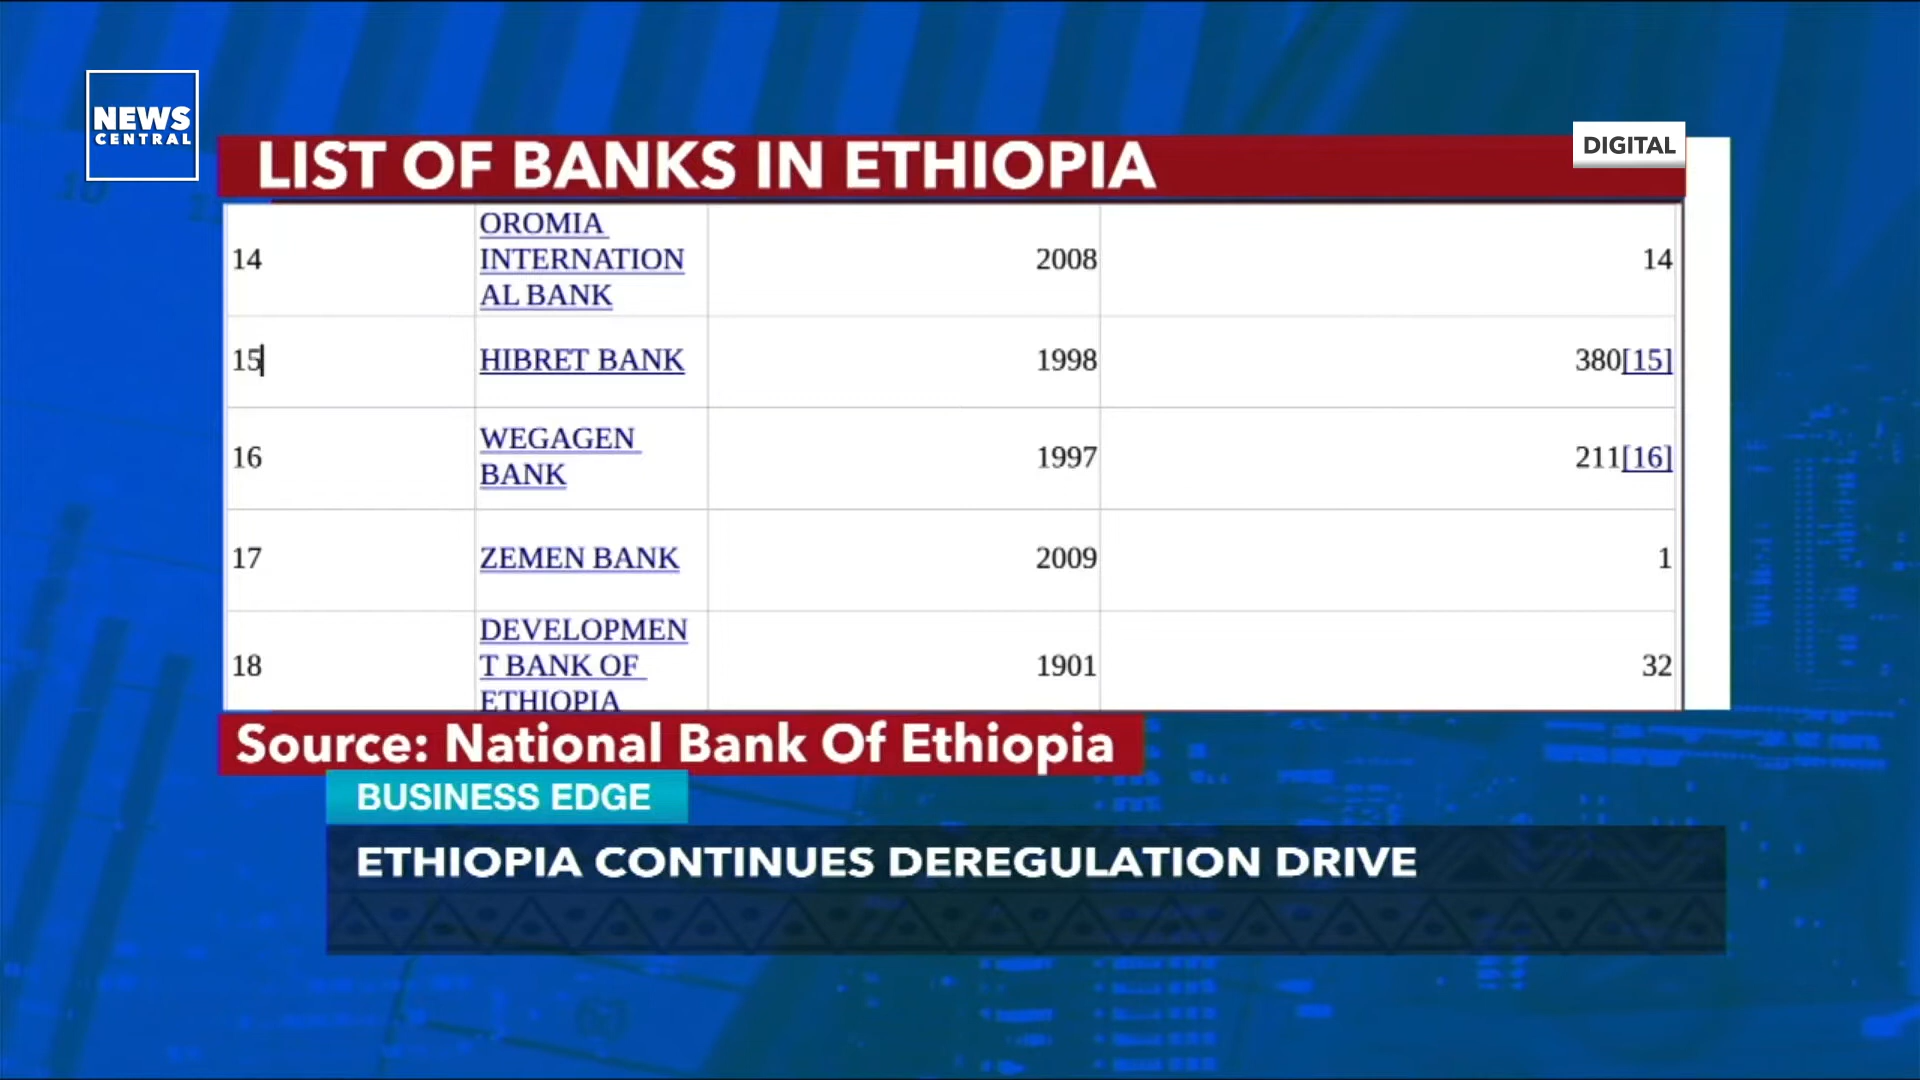 NEWS
CENTRAL
DIGITAL
LIST OF BANKS IN ETHIOPIA
14
OROMIA
INTERNATION
AL BANK
2008
14
15
HIBRET BANK
1998
380[15]
16
WEGAGEN
BANK
1997
211[16]
17
ZEMEN BANK
2009
1
18
DEVELOPMEN
T BANK OF
ETHIOPIA
1901
32
Source: National Bank Of Ethiopia
BUSINESS EDGE
ETHIOPIA CONTINUES DEREGULATION DRIVE